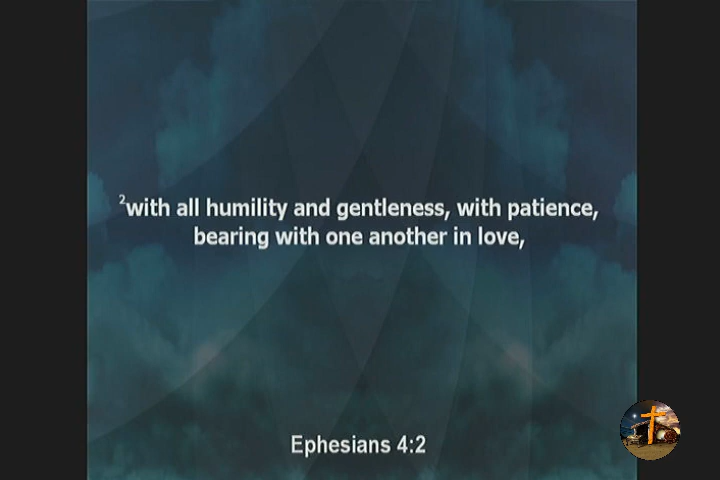 ²with all humility and gentleness, with patience,
bearing with one another in love,
Ephesians 4:2